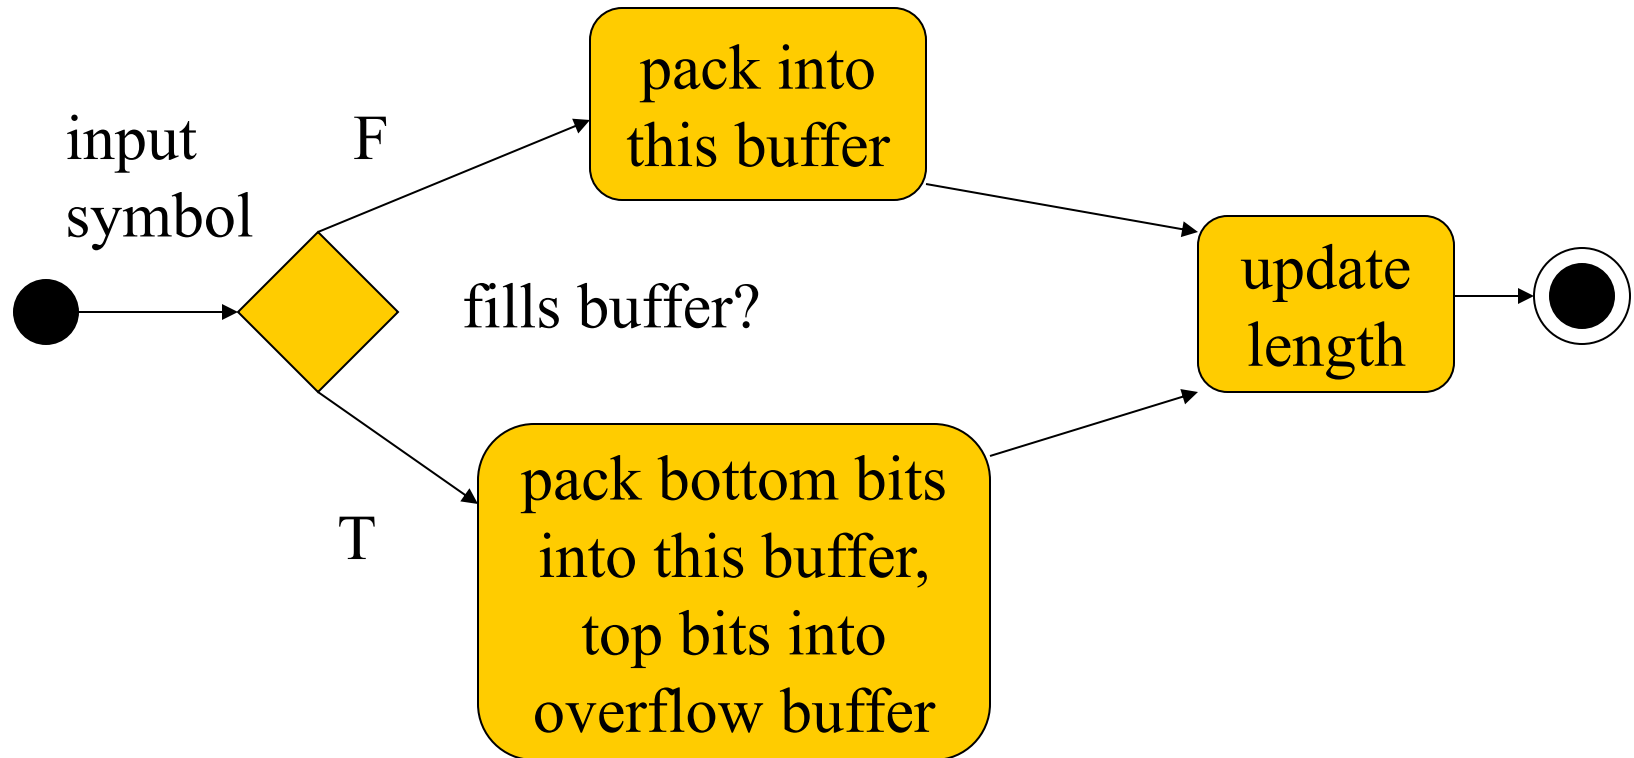 input
symbol
F
pack into
this buffer
fills buffer?
update
length
T
pack bottom bits
into this buffer,
top bits into
overflow buffer